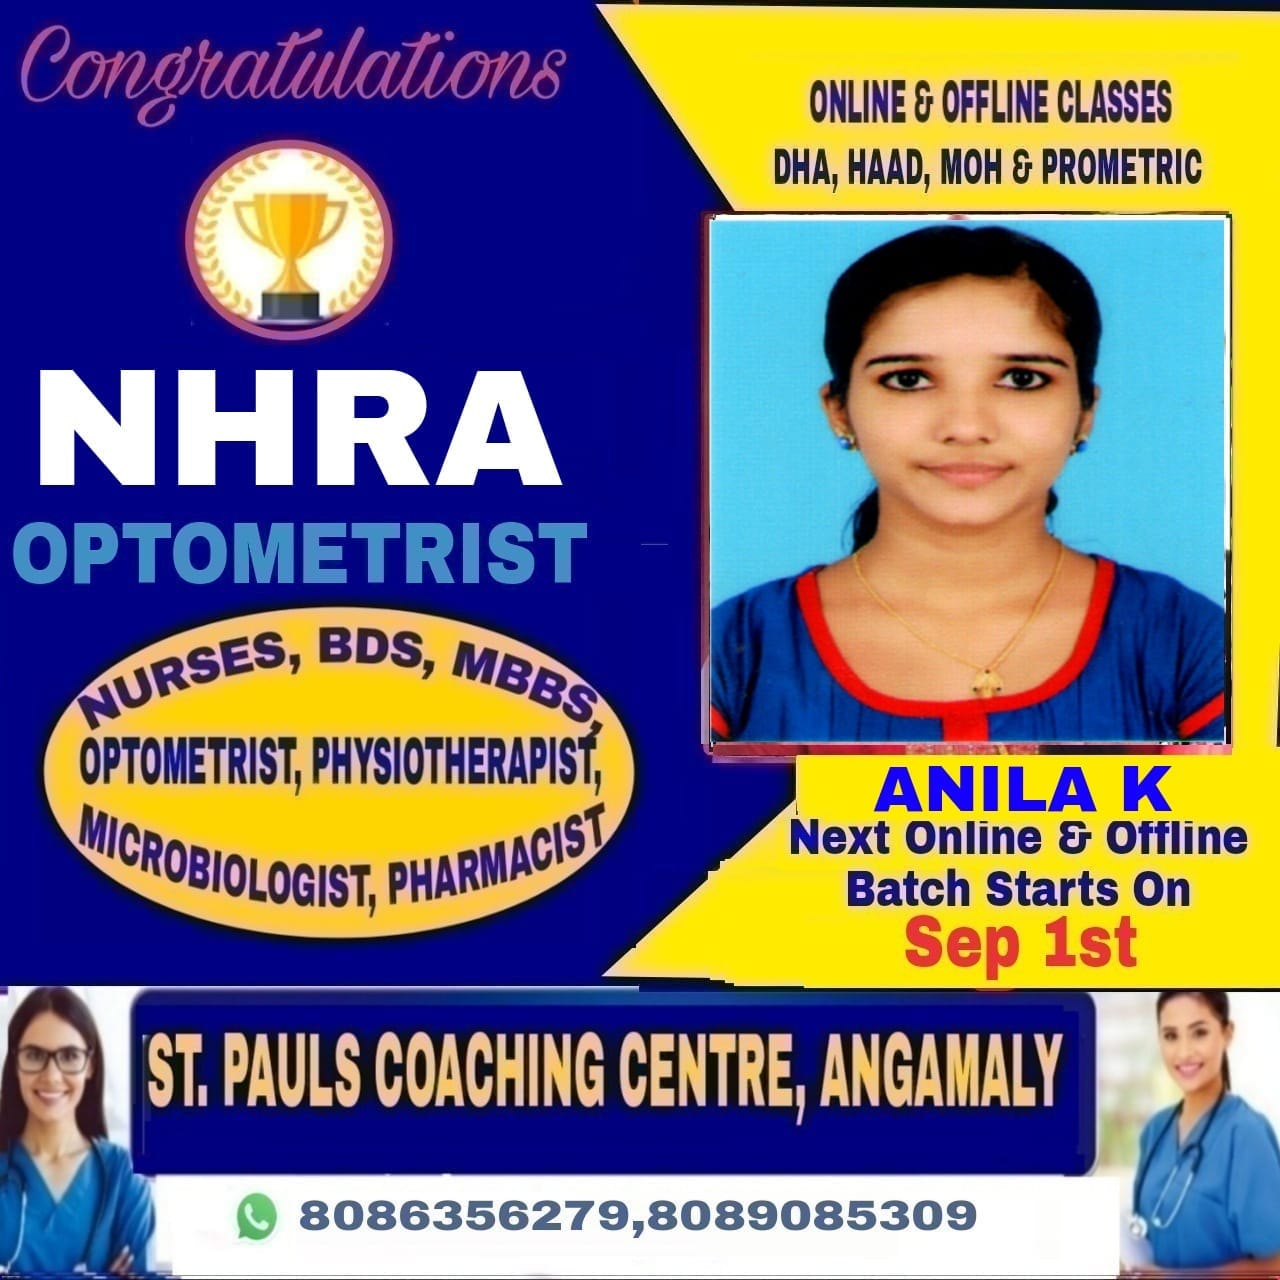 Congratulations
ONLINE & OFFLINE CLASSES
DHA, HAAD, MOH & PROMETRIC
NHRA
OPTOMETRIST
NURSES, BDS, MBBS,
OPTOMETRIST, PHYSIOTHERAPIST,
MICROBIOLOGIST, PHARMACIST
ANILA K
Next Online & Offline
Batch Starts On
Sep 1st
ST. PAULS COACHING CENTRE, ANGAMALY
8086356279,8089085309